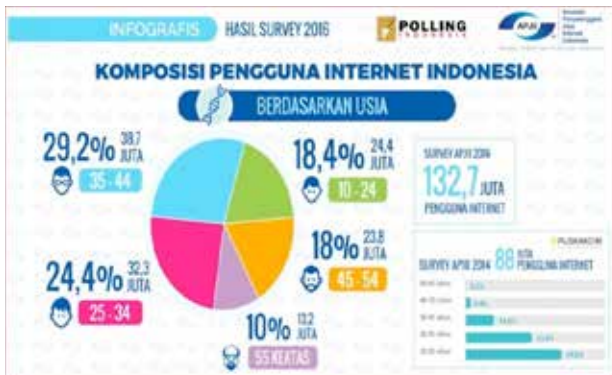 INFOGRAFIS HASIL SURVEY 2016
POLLING
INDONESIA
APJII
KOMPOSISI PENGGUNA INTERNET INDONESIA
BERDASARKAN USIA
29,2% 38,7 JUTA
35-44
18,4% 24,4 JUTA
10-24
24,4% 32,3 JUTA
25-34
18% 23,8 JUTA
45-54
10% 13,2 JUTA
55 KEATAS
SURVEY APJII 2016
132,7 JUTA
PENGGUNA INTERNET
PUSKAKOM
SURVEY APJII 2014 88 JUTA PENGGUNA INTERNET